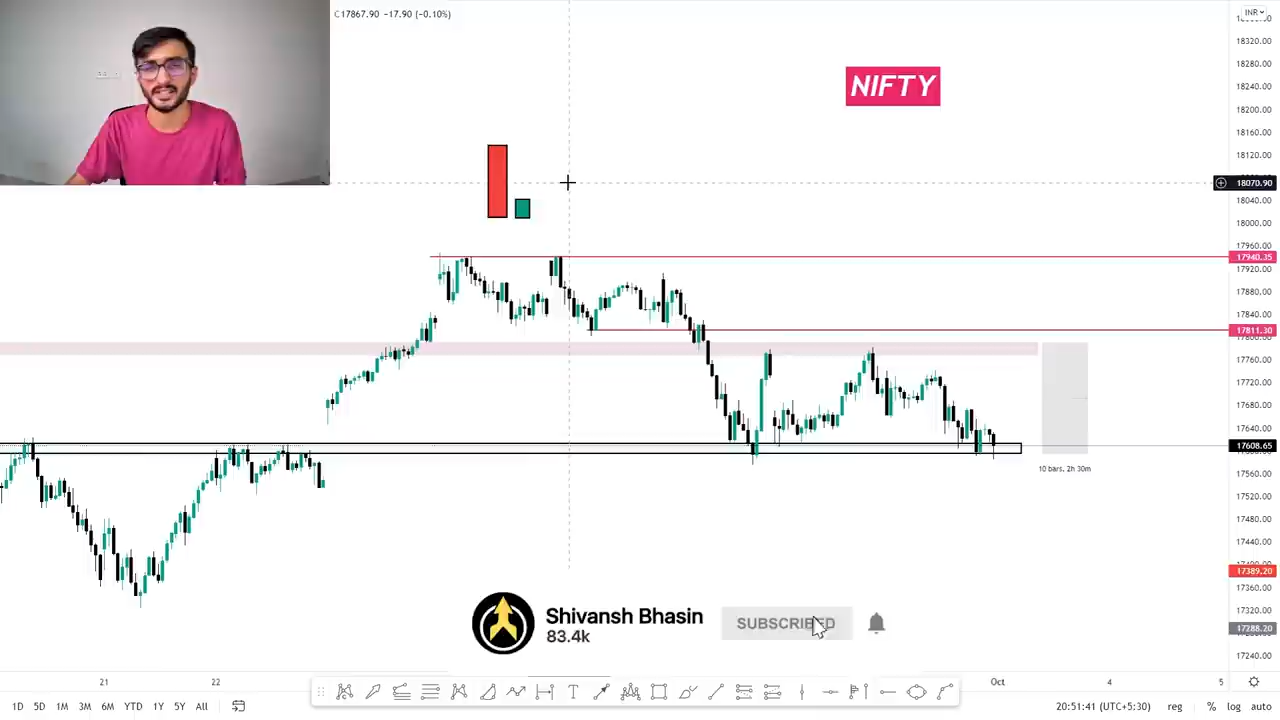 C17867.90 -17.90 (-0.10%)
INR
NIFTY
18320.00
18280.00
18240.00
18200.00
18160.00
18120.00
18070.90
18040.00
18000.00
17960.00
17940.35
17920.00
17880.00
17840.00
17811.30
17760.00
17720.00
17680.00
17640.00
17608.65
17560.00
17520.00
17480.00
17440.00
17389.20
17360.00
17320.00
17288.20
17240.00
10 bars, 2h 30m
Shivansh Bhasin
83.4k
SUBSCRIBED
21 22 Oct 4 5
1D 5D 1M 3M 6M YTD 1Y 5Y All
20:51:41 (UTC+5:30) reg % log auto